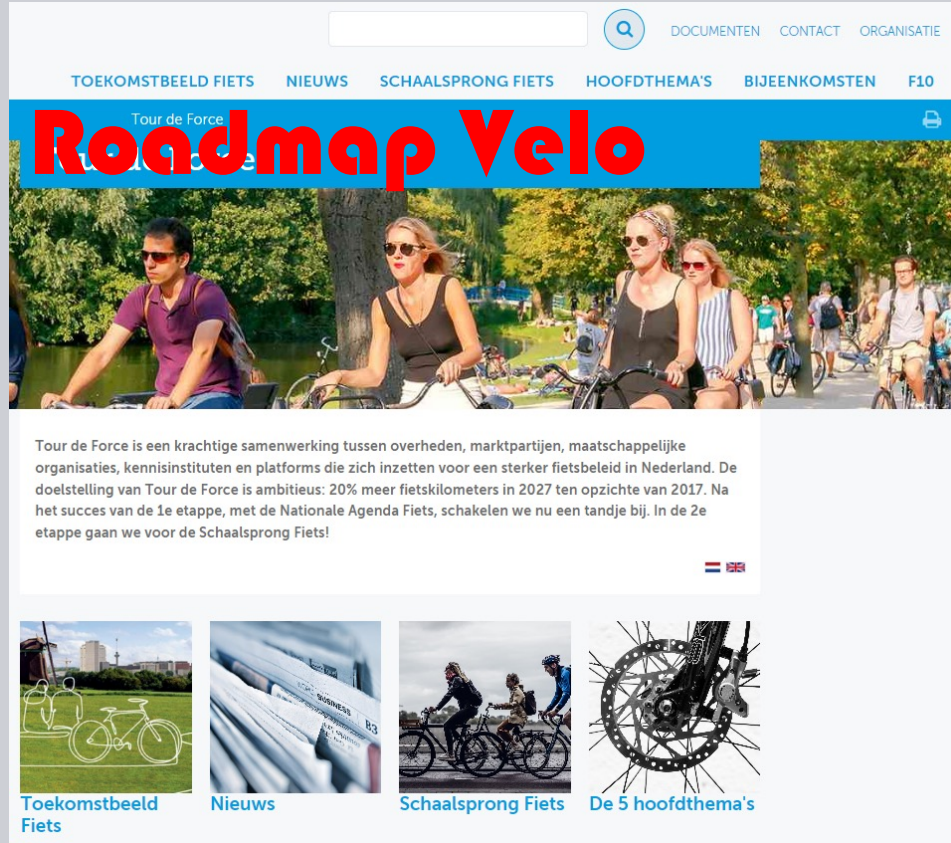 DOCUMENTEN CONTACT ORGANISATIE
TOEKOMSTBEELD FIETS NIEUWS SCHAALSPRONG FIETS HOOFDTHEMA'S BIJEENKOMSTEN F10
Tour de Force
Roadmap Velo
Tour de Force is een krachtige samenwerking tussen overheden, marktpartijen, maatschappelijke
organisaties, kennisinstituten en platforms die zich inzetten voor een sterker fietsbeleid in Nederland. De
doelstelling van Tour de Force is ambitieus: 20% meer fietskilometers in 2027 ten opzichte van 2017. Na
het succes van de 1e etappe, met de Nationale Agenda Fiets, schakelen we nu een tandje bij. In de 2e
etappe gaan we voor de Schaalsprong Fiets!
BUSINESS
B3
Toekomstbeeld
Fiets
Nieuws
Schaalsprong Fiets
De 5 hoofdthema's